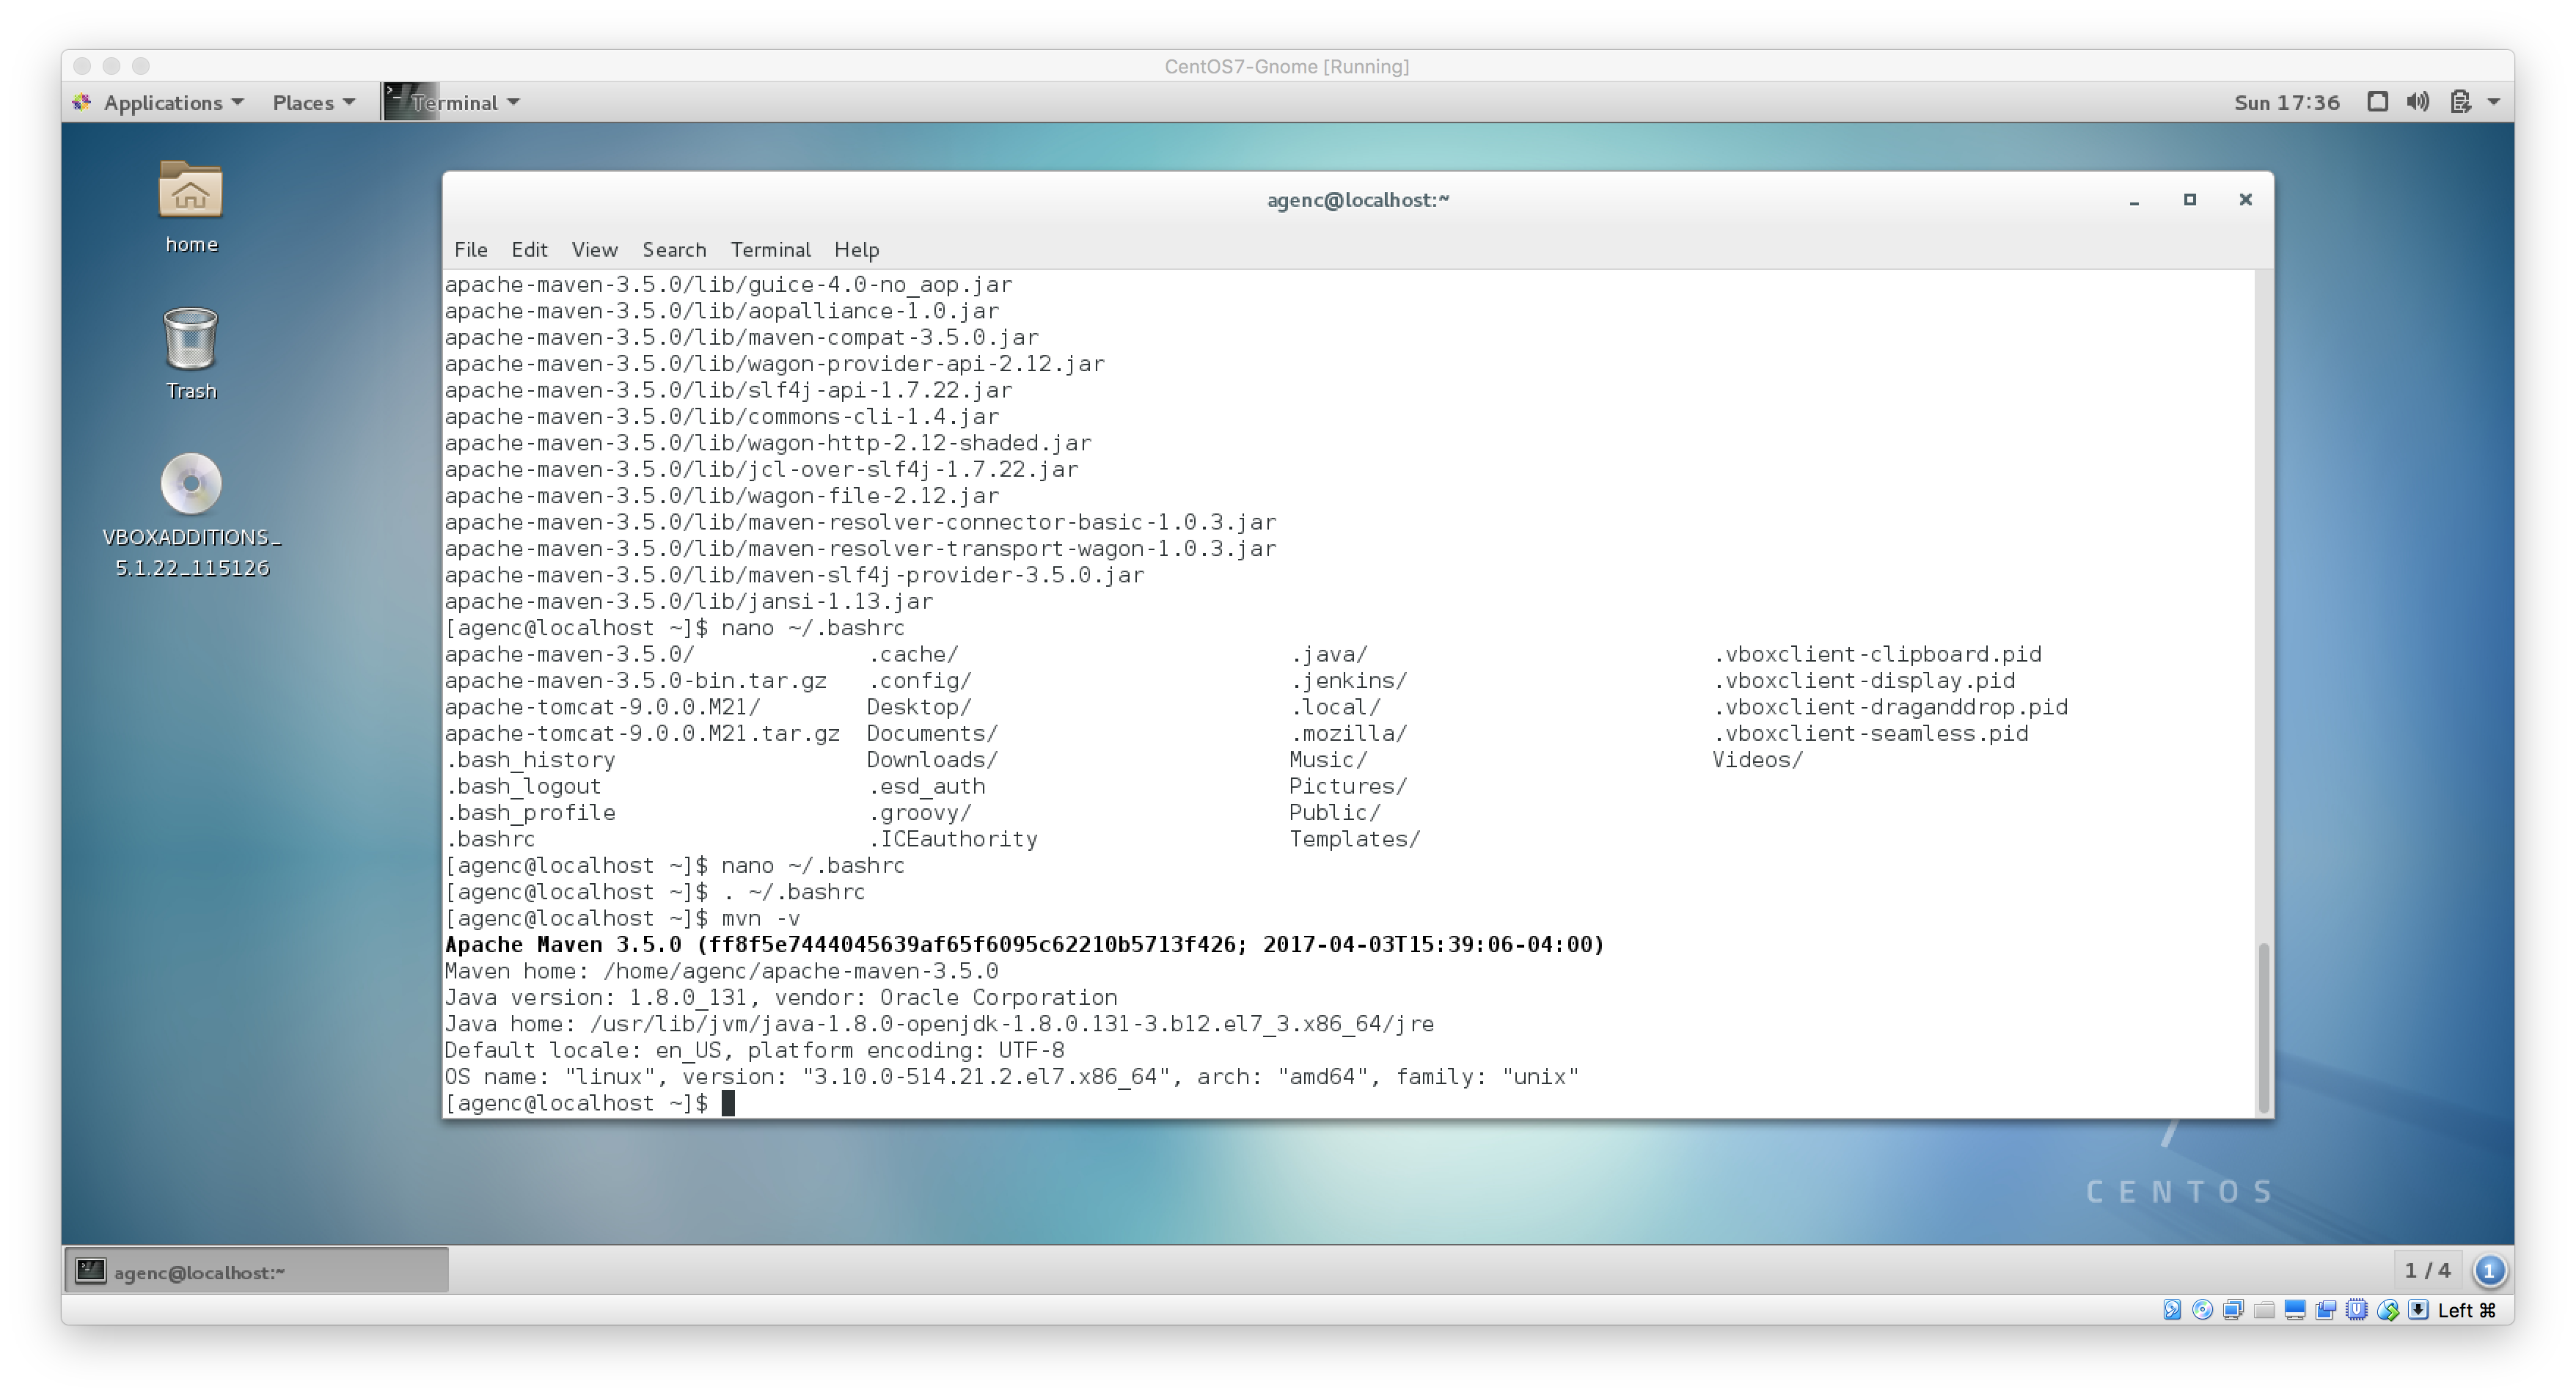 CentOS7-Gnome [Running]
Applications Places Terminal Sun 17:36
home
Trash
VBOXADDITIONS_
5.1.22_115126
agenc@localhost:~
File Edit View Search Terminal Help
apache-maven-3.5.0/lib/guice-4.0-no_aop.jar
apache-maven-3.5.0/lib/aopalliance-1.0.jar
apache-maven-3.5.0/lib/maven-compat-3.5.0.jar
apache-maven-3.5.0/lib/wagon-provider-api-2.12.jar
apache-maven-3.5.0/lib/slf4j-api-1.7.22.jar
apache-maven-3.5.0/lib/commons-cli-1.4.jar
apache-maven-3.5.0/lib/wagon-http-2.12-shaded.jar
apache-maven-3.5.0/lib/jcl-over-slf4j-1.7.22.jar
apache-maven-3.5.0/lib/wagon-file-2.12.jar
apache-maven-3.5.0/lib/maven-resolver-connector-basic-1.0.3.jar
apache-maven-3.5.0/lib/maven-resolver-transport-wagon-1.0.3.jar
apache-maven-3.5.0/lib/maven-slf4j-provider-3.5.0.jar
apache-maven-3.5.0/lib/jansi-1.13.jar
[agenc@localhost ~]$ nano ~/.bashrc
apache-maven-3.5.0/ .cache/ .java/ .vboxclient-clipboard.pid
apache-maven-3.5.0-bin.tar.gz .config/ .jenkins/ .vboxclient-display.pid
apache-tomcat-9.0.0.M21/ Desktop/ .local/ .vboxclient-draganddrop.pid
apache-tomcat-9.0.0.M21.tar.gz Documents/ .mozilla/ .vboxclient-seamless.pid
.bash_history Downloads/ Music/ Videos/
.bash_logout .esd_auth Pictures/
.bash_profile .groovy/ Public/
.bashrc .ICEauthority Templates/
[agenc@localhost ~]$ nano ~/.bashrc
[agenc@localhost ~]$ . ~/.bashrc
[agenc@localhost ~]$ mvn -v
Apache Maven 3.5.0 (ff8f5e7444045639af65f6095c62210b5713f426; 2017-04-03T15:39:06-04:00)
Maven home: /home/agenc/apache-maven-3.5.0
Java version: 1.8.0_131, vendor: Oracle Corporation
Java home: /usr/lib/jvm/java-1.8.0-openjdk-1.8.0.131-3.b12.el7_3.x86_64/jre
Default locale: en_US, platform encoding: UTF-8
OS name: "linux", version: "3.10.0-514.21.2.el7.x86_64", arch: "amd64", family: "unix"
[agenc@localhost ~]$
CENTOS
agenc@localhost:~ 1 / 4 1
Left ⌘